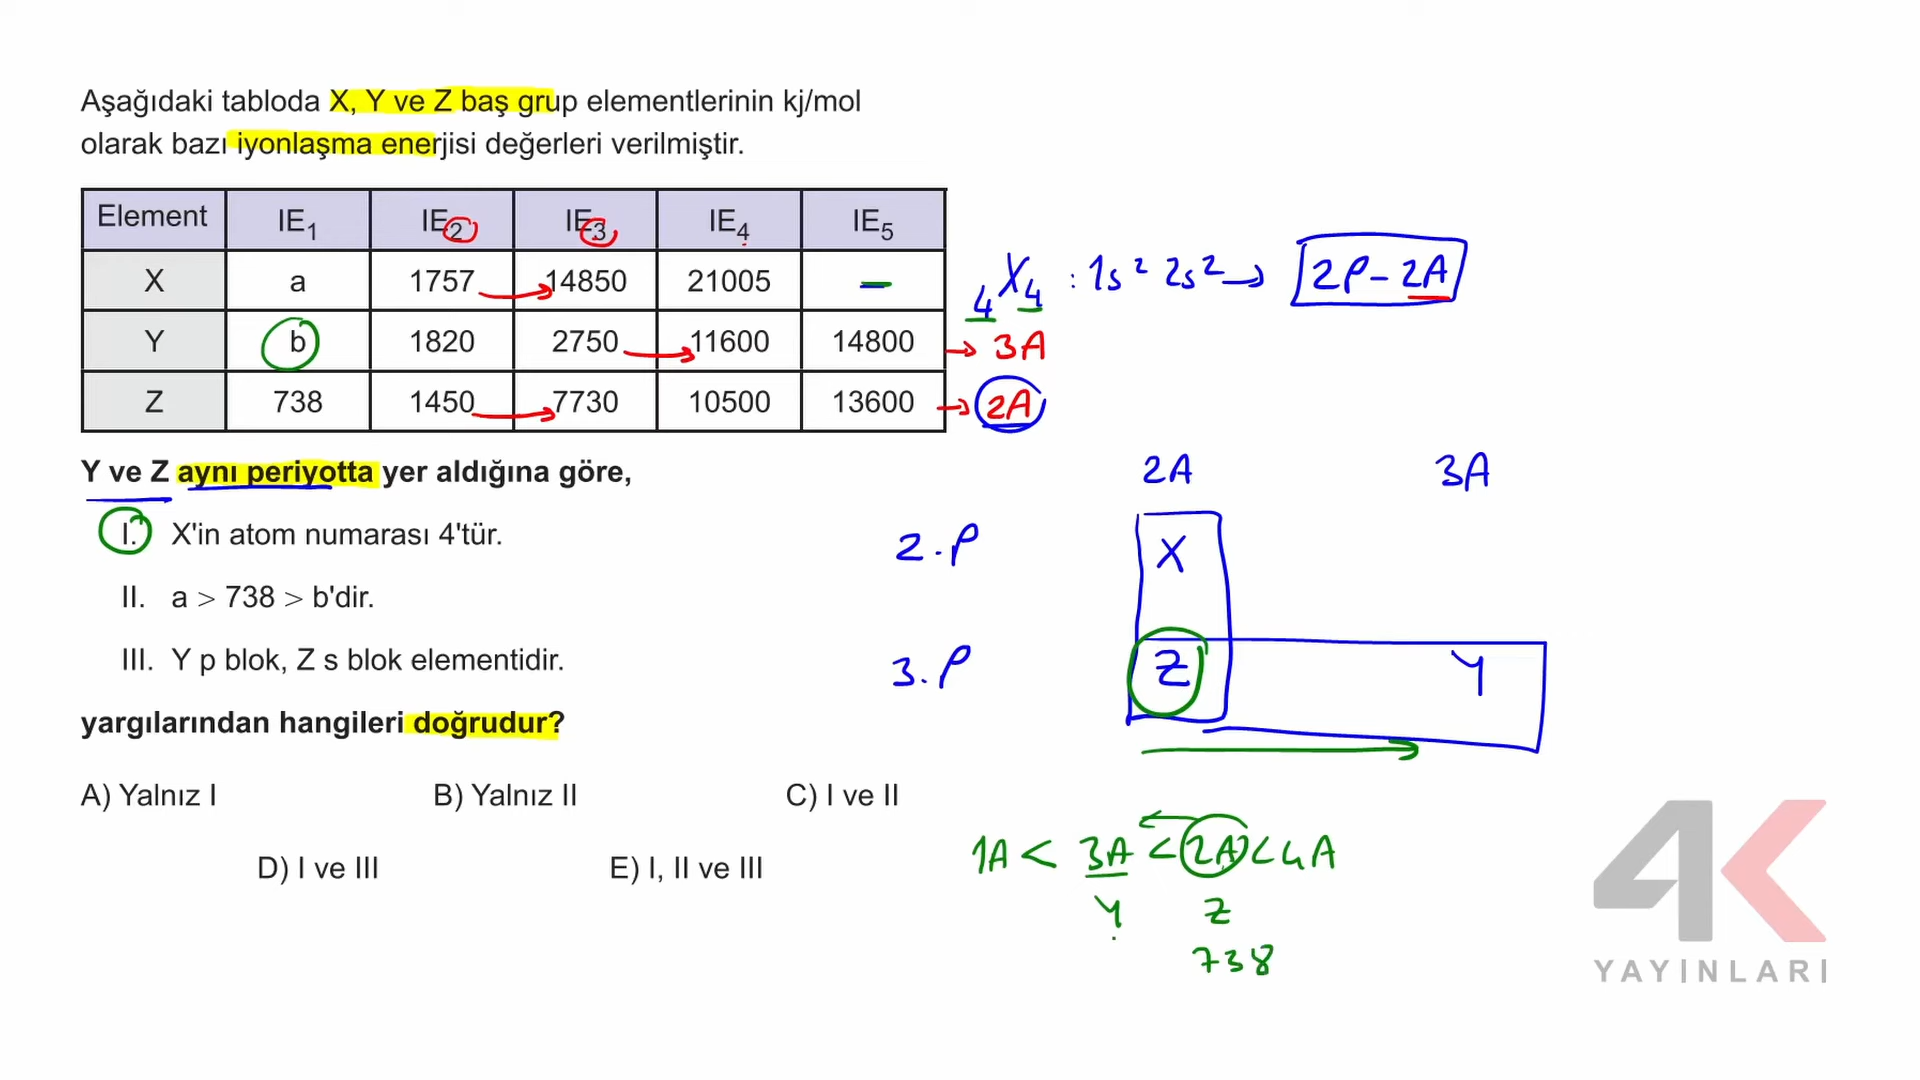 Aşağıdaki tabloda X, Y ve Z baş grup elementlerinin kj/mol
olarak bazı iyonlaşma enerjisi değerleri verilmiştir.
Element IE1 IE2 IE3 IE4 IE5
X a 1757 14850 21005 –
Y b 1820 2750 11600 14800 → 3A
Z 738 1450 7730 10500 13600 → 2A
4X4 : 1s² 2s² → 2P - 2A
Y ve Z aynı periyotta yer aldığına göre,
I. X'in atom numarası 4'tür.
II. a > 738 > b'dir.
III. Y p blok, Z s blok elementidir.
yargılarından hangileri doğrudur?
A) Yalnız I B) Yalnız II C) I ve II
D) I ve III E) I, II ve III
2A 3A
2.P X
3.P Z Y
1A < 3A < 2A < 4A
Y Z
738
4K
YAYINLARI